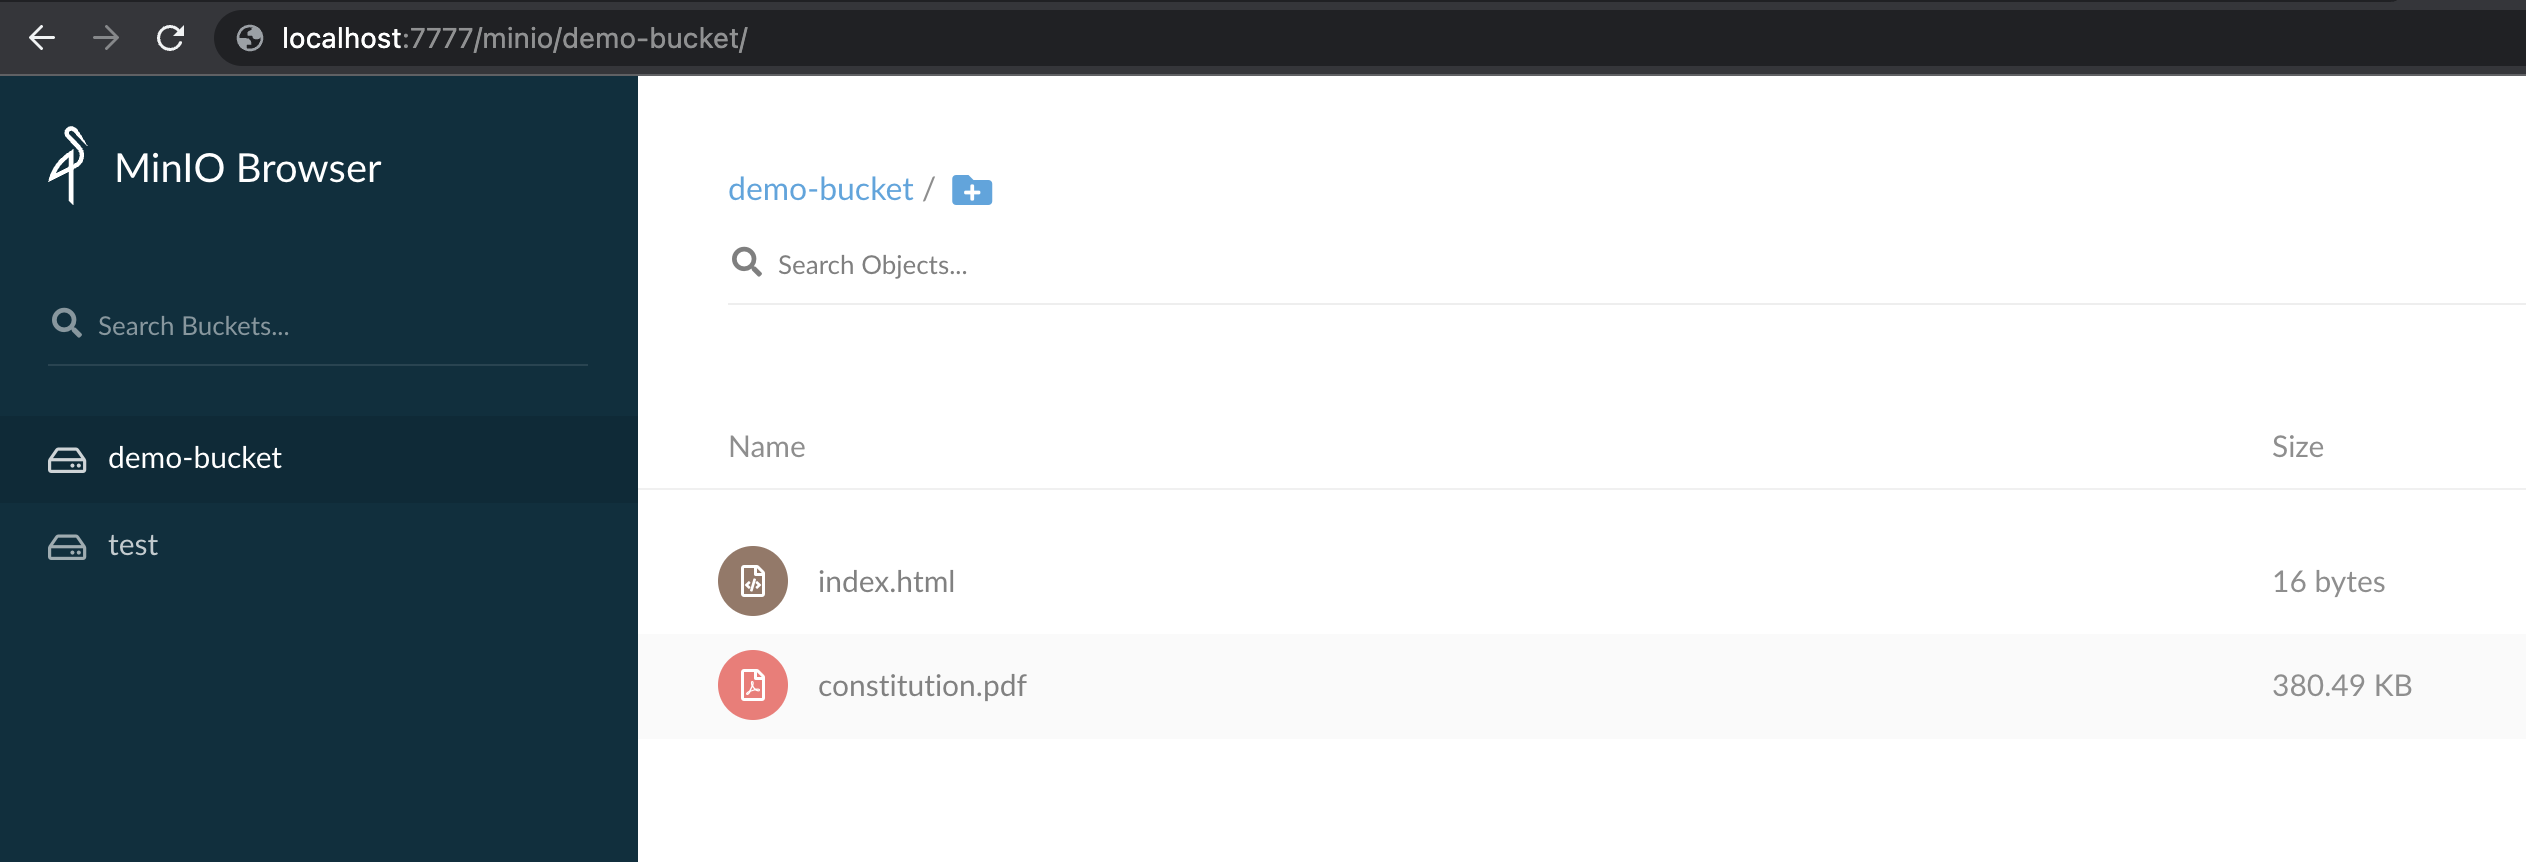 localhost:7777/minio/demo-bucket/
MinIO Browser
Search Buckets...
demo-bucket
test
demo-bucket /
Search Objects...
Name Size
index.html 16 bytes
constitution.pdf 380.49 KB